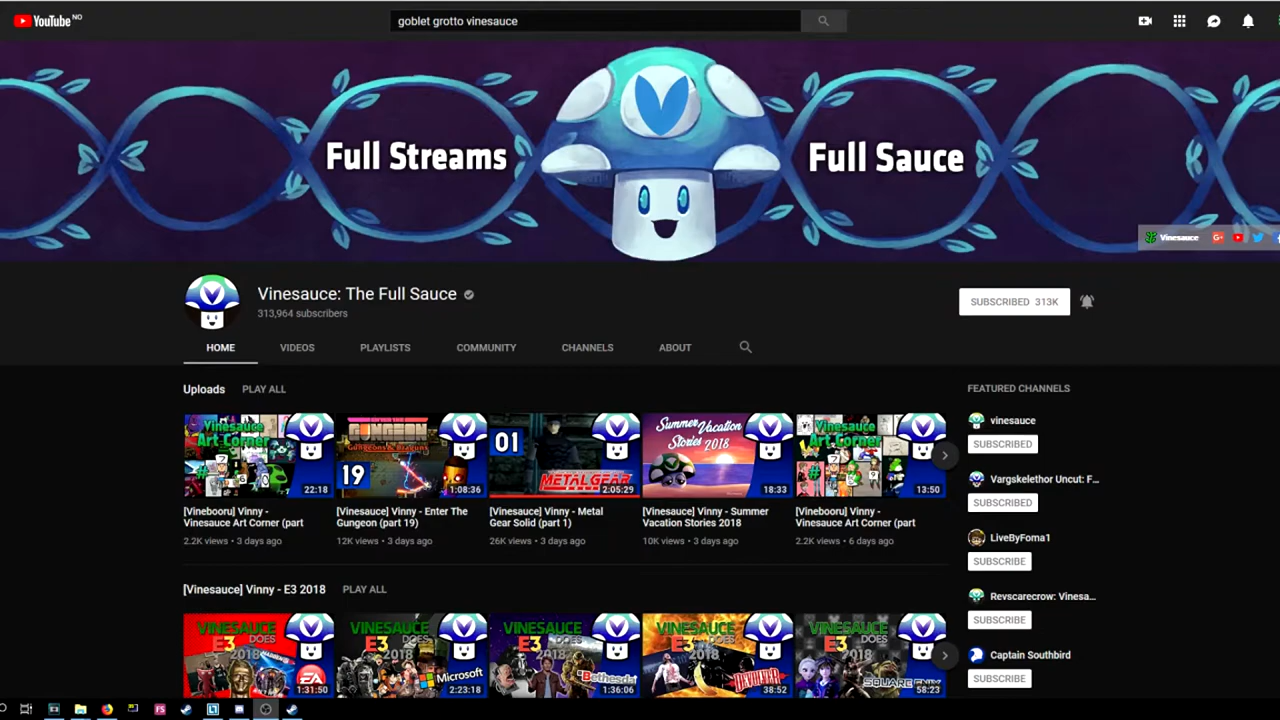 YouTube NO
goblet grotto vinesauce
Full Streams
Full Sauce
Vinesauce
Vinesauce: The Full Sauce
313,964 subscribers
SUBSCRIBED 313K
HOME
VIDEOS
PLAYLISTS
COMMUNITY
CHANNELS
ABOUT
Uploads PLAY ALL
Vinesauce
Art Corner
22:18
GUNGEON
19
1:08:36
01
METAL GEAR
2:05:29
Summer
Vacation
Stories 2018
18:33
Vinesauce
Art Corner
13:50
[Vinebooru] Vinny -
Vinesauce Art Corner (part
2.2K views • 3 days ago
[Vinesauce] Vinny - Enter The
Gungeon (part 19)
12K views • 3 days ago
[Vinesauce] Vinny - Metal
Gear Solid (part 1)
26K views • 3 days ago
[Vinesauce] Vinny - Summer
Vacation Stories 2018
10K views • 3 days ago
[Vinebooru] Vinny -
Vinesauce Art Corner (part
2.2K views • 6 days ago
[Vinesauce] Vinny - E3 2018 PLAY ALL
VINESAUCE
DOES
E3
2018
EA
1:31:50
VINESAUCE
DOES
E3
2018
Microsoft
2:23:18
VINESAUCE
DOES
E3
2018
Bethesda
1:36:06
VINESAUCE
DOES
E3
2018
DEVOLVER
38:52
VINESAUCE
DOES
E3
2018
SQUARE ENIX
58:23
FEATURED CHANNELS
vinesauce
SUBSCRIBED
Vargskelethor Uncut: F...
SUBSCRIBED
LiveByFoma1
SUBSCRIBE
Revscarecrow: Vinesa...
SUBSCRIBE
Captain Southbird
SUBSCRIBE
FS